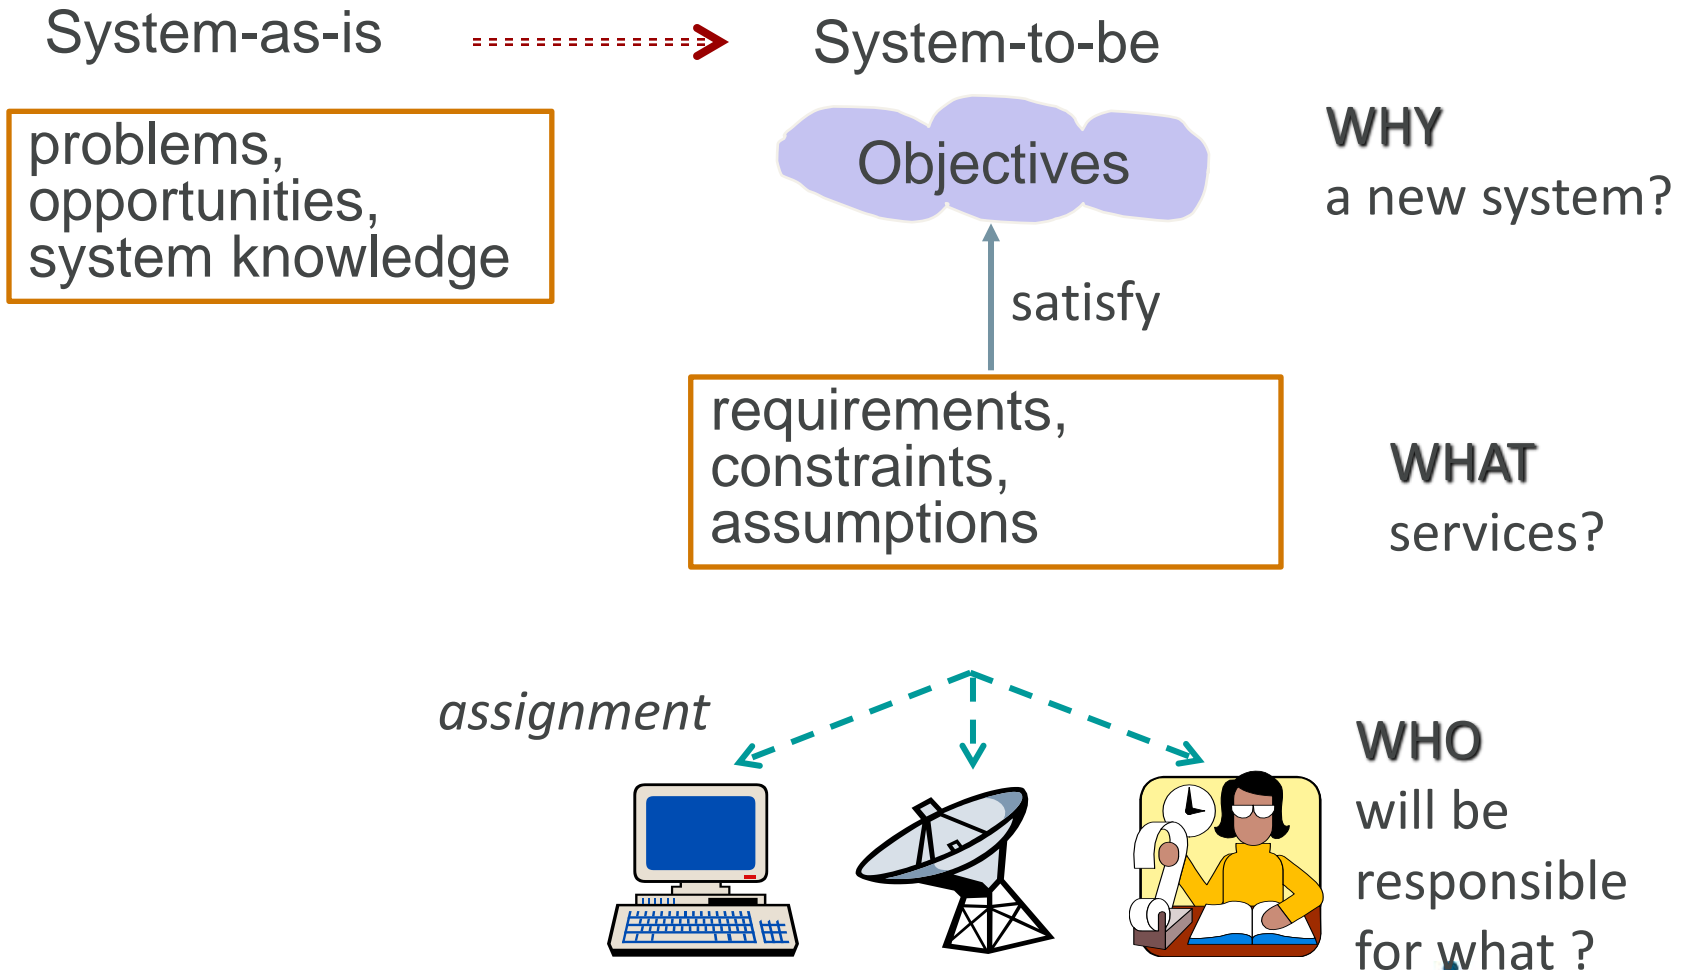 System-as-is
System-to-be
problems,
opportunities,
system knowledge
Objectives
WHY
a new system?
satisfy
requirements,
constraints,
assumptions
WHAT
services?
assignment
WHO
will be
responsible
for what ?